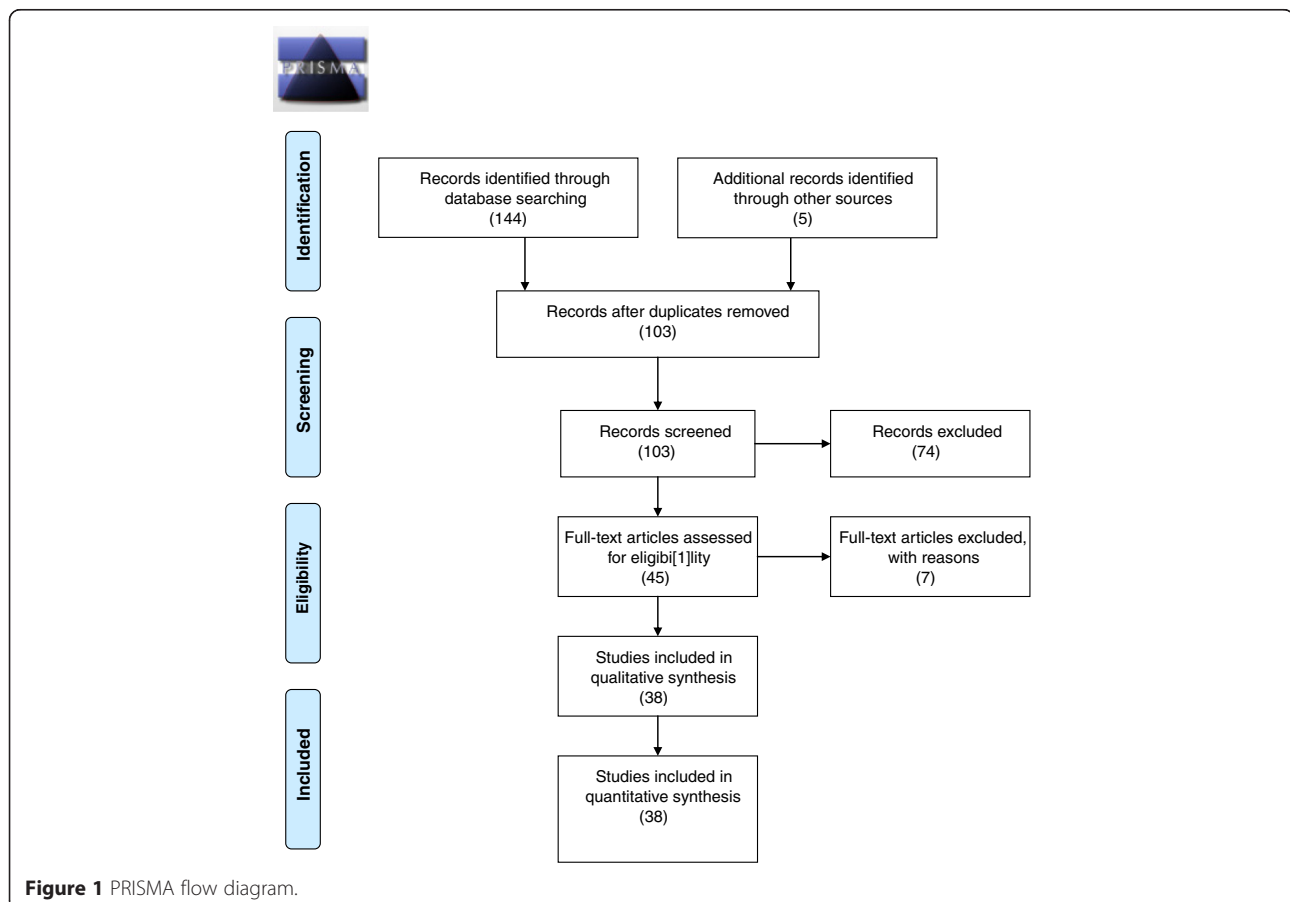 PRISMA
Identification
Records identified through
database searching
(144)
Additional records identified
through other sources
(5)
Records after duplicates removed
(103)
Screening
Records screened
(103)
Records excluded
(74)
Eligibility
Full-text articles assessed
for eligibi[1]lity
(45)
Full-text articles excluded,
with reasons
(7)
Studies included in
qualitative synthesis
(38)
Included
Studies included in
quantitative synthesis
(38)
Figure 1 PRISMA flow diagram.